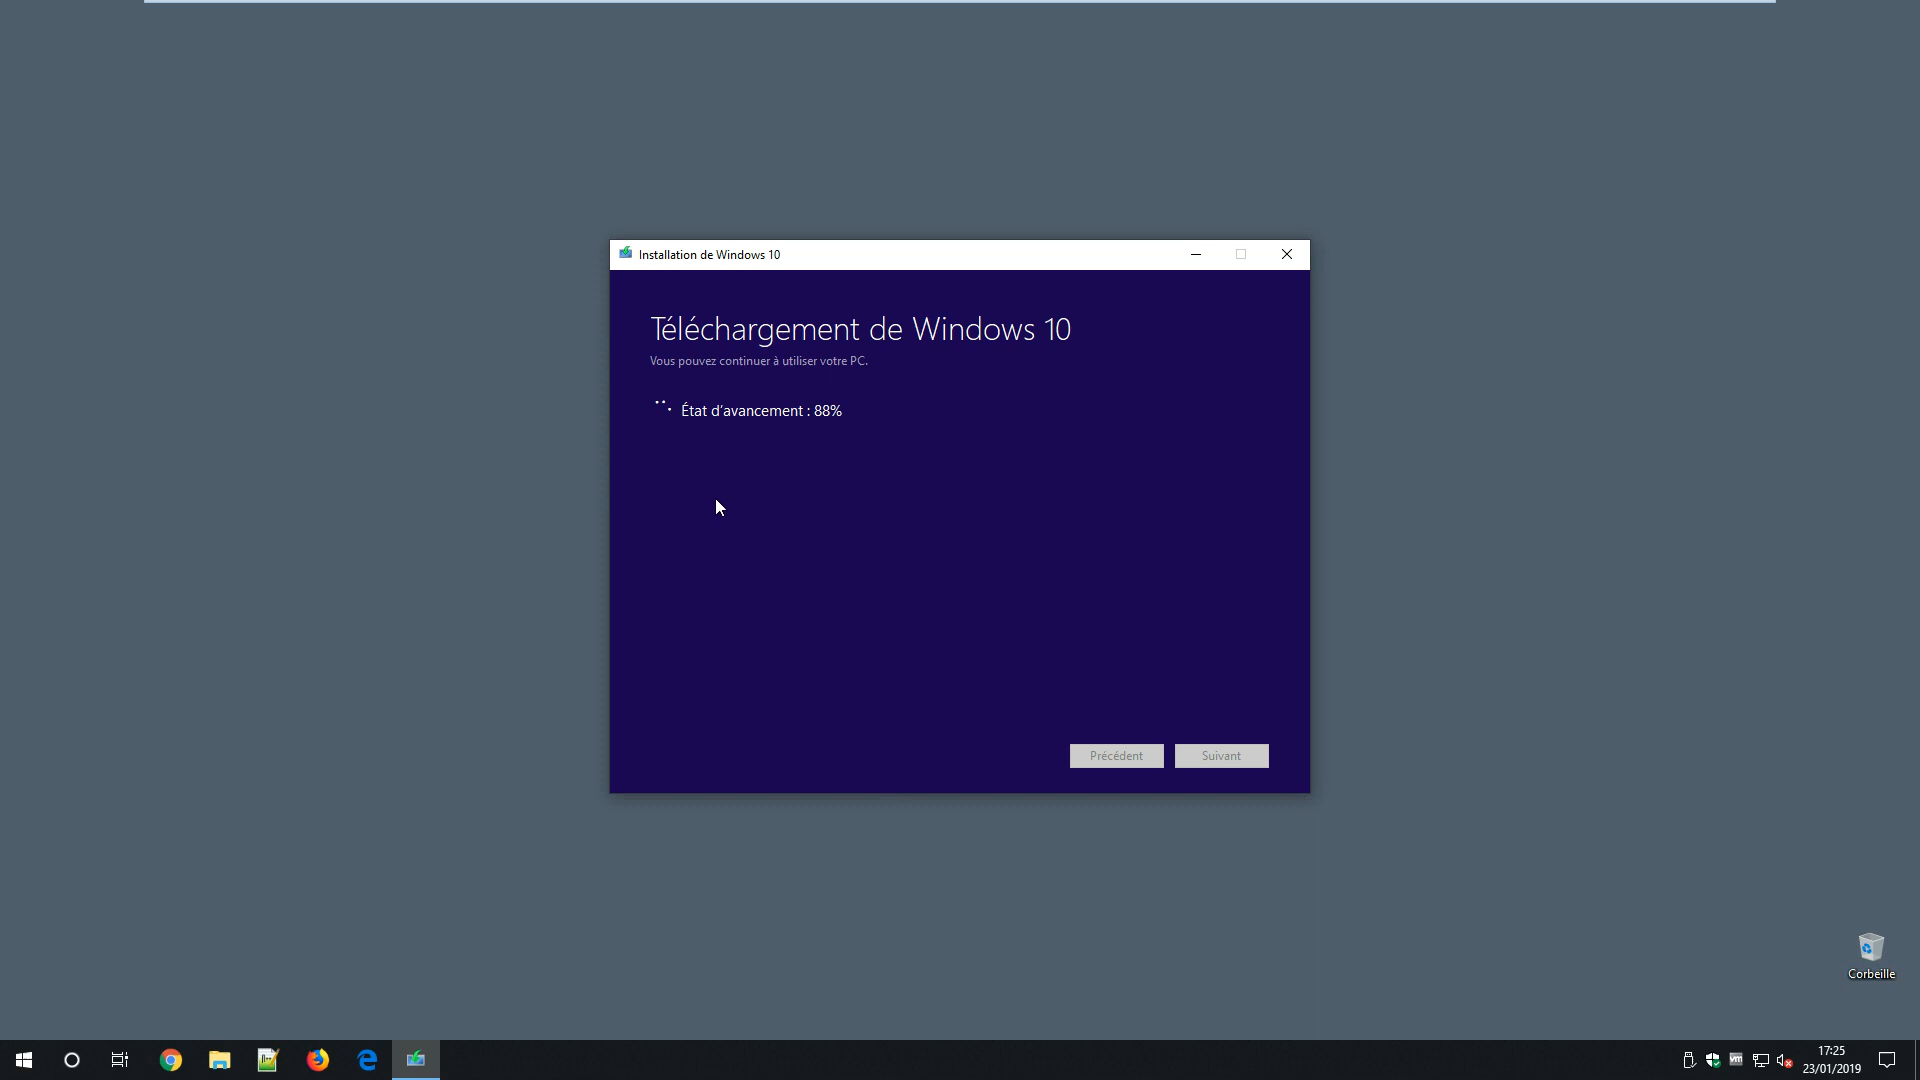 Installation de Windows 10
Téléchargement de Windows 10
Vous pouvez continuer à utiliser votre PC.
État d'avancement : 88%
Précédent
Suivant
Corbeille
vm
17:25
23/01/2019